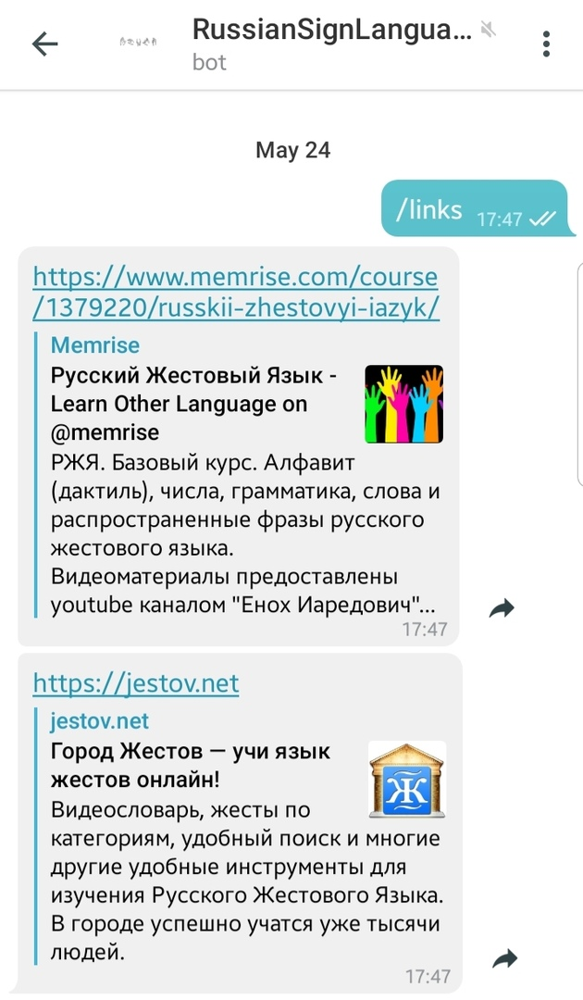 RussianSignLangua...
bot
May 24
/links 17:47
https://www.memrise.com/course
/1379220/russkii-zhestovyi-iazyk/
Memrise
Русский Жестовый Язык -
Learn Other Language on
@memrise
РЖЯ. Базовый курс. Алфавит
(дактиль), числа, грамматика, слова и
распространенные фразы русского
жестового языка.
Видеоматериалы предоставлены
youtube каналом "Енох Иаредович"...
17:47
https://jestov.net
jestov.net
Город Жестов — учи язык
жестов онлайн!
Ж
Видеословарь, жесты по
категориям, удобный поиск и многие
другие удобные инструменты для
изучения Русского Жестового Языка.
В городе успешно учатся уже тысячи
людей.
17:47